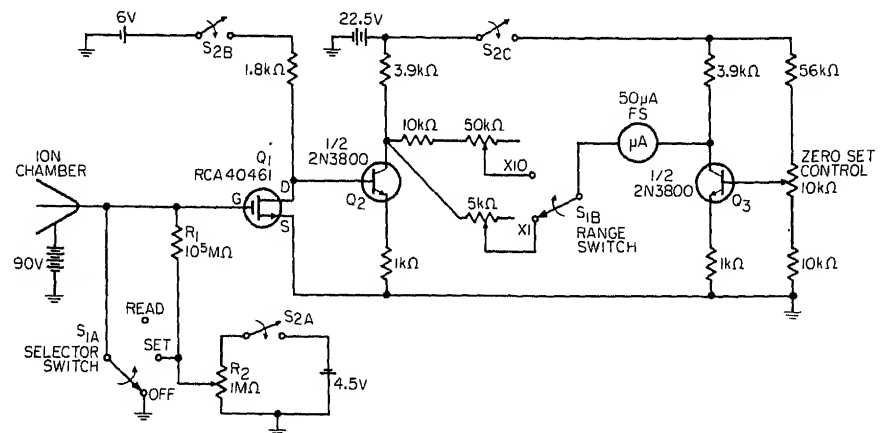 6V
S2B
1.8kΩ
22.5V
S2C
3.9kΩ
3.9kΩ
56kΩ
50µA
FS
µA
10kΩ
50kΩ
X10
1/2
2N3800
Q2
Q1
RCA 40461
G
D
S
ION
CHAMBER
90V
R1
10⁵MΩ
5kΩ
X1
S1B
RANGE
SWITCH
1/2
2N3800
Q3
ZERO SET
CONTROL
10kΩ
1kΩ
1kΩ
10kΩ
READ
S1A
SELECTOR
SWITCH
SET
OFF
S2A
R2
1MΩ
4.5V